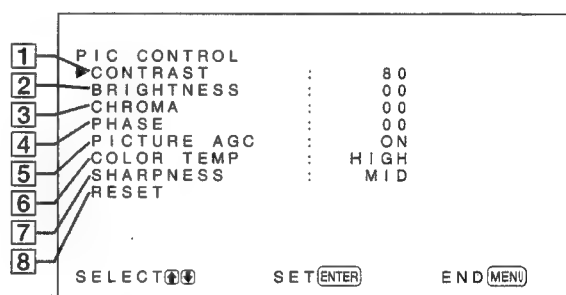 PIC CONTROL
1 ▶CONTRAST : 80
2 BRIGHTNESS : 00
3 CHROMA : 00
4 PHASE : 00
5 PICTURE AGC : ON
6 COLOR TEMP : HIGH
7 SHARPNESS : MID
8 RESET
SELECT⬆⬇ SET ENTER END MENU